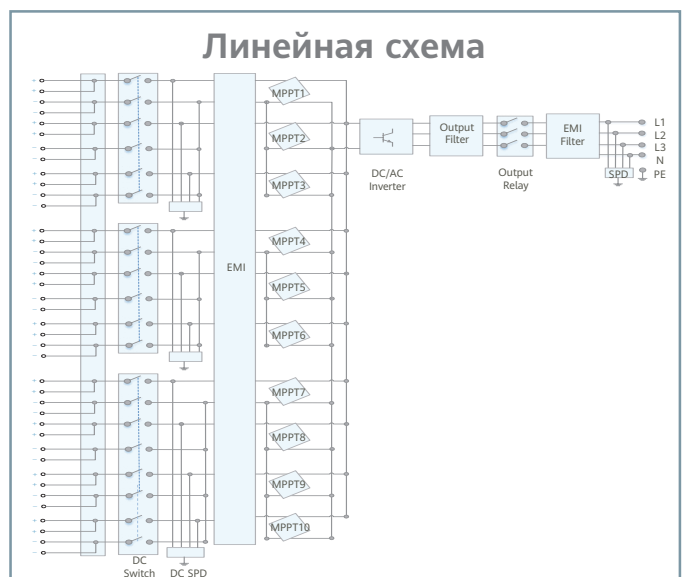 Линейная схема
MPPT1
MPPT2
MPPT3
MPPT4
MPPT5
MPPT6
MPPT7
MPPT8
MPPT9
MPPT10
EMI
DC
Switch
DC SPD
DC/AC
Inverter
Output
Filter
Output
Relay
EMI
Filter
SPD
L1
L2
L3
N
PE